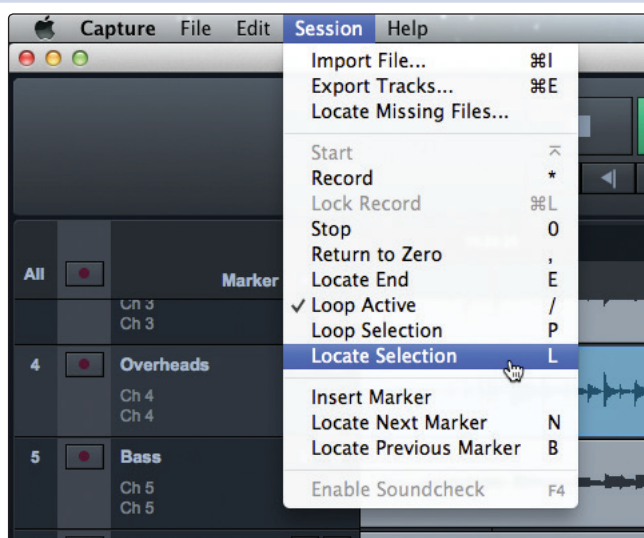 Capture File Edit Session Help
Import File... ⌘I
Export Tracks... ⌘E
Locate Missing Files...
Start ⌅
Record *
Lock Record ⌘L
Stop 0
Return to Zero ,
Locate End E
✓ Loop Active /
Loop Selection P
Locate Selection L
Insert Marker
Locate Next Marker N
Locate Previous Marker B
Enable Soundcheck F4
All Marker
Ch 3
Ch 3
4 Overheads
Ch 4
Ch 4
5 Bass
Ch 5
Ch 5